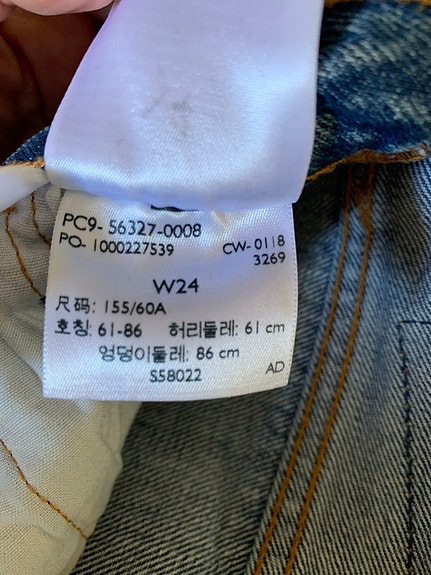 PC9- 56327-0008
PO- 1000227539 CW- 0118
3269
W24
尺码: 155/60A
호칭: 61-86 허리둘레: 61 cm
엉덩이둘레: 86 cm
S58022 AD